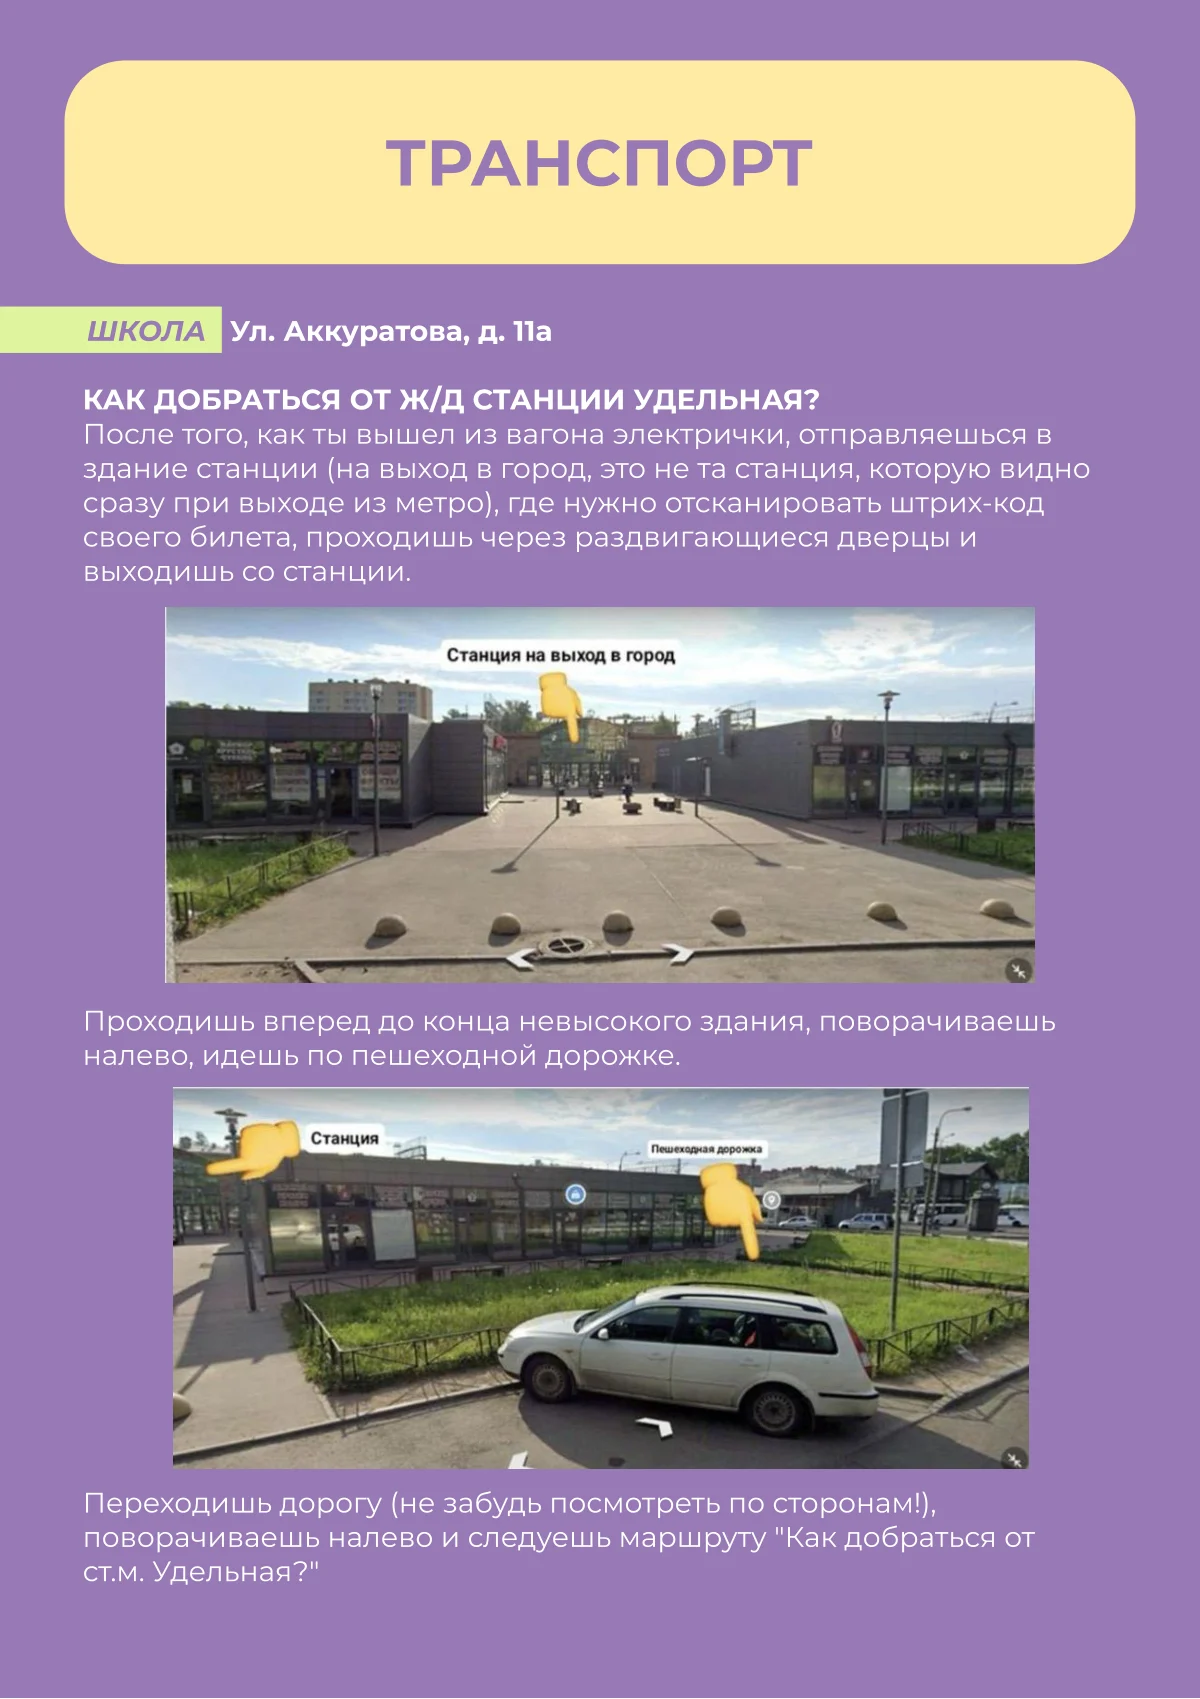 ТРАНСПОРТ
ШКОЛА Ул. Аккуратова, д. 11а
КАК ДОБРАТЬСЯ ОТ Ж/Д СТАНЦИИ УДЕЛЬНАЯ?
После того, как ты вышел из вагона электрички, отправляешься в
здание станции (на выход в город, это не та станция, которую видно
сразу при выходе из метро), где нужно отсканировать штрих-код
своего билета, проходишь через раздвигающиеся дверцы и
выходишь со станции.
Станция на выход в город
Проходишь вперед до конца невысокого здания, поворачиваешь
налево, идешь по пешеходной дорожке.
Станция
Пешеходная дорожка
Переходишь дорогу (не забудь посмотреть по сторонам!),
поворачиваешь налево и следуешь маршруту "Как добраться от
ст.м. Удельная?"